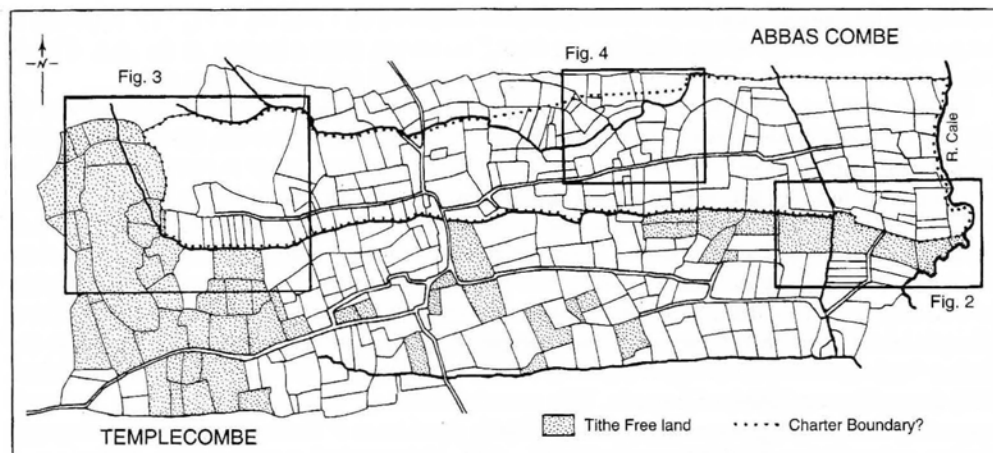 ABBAS COMBE
N
Fig. 3
Fig. 4
R. Cale
Fig. 2
Tithe Free land
Charter Boundary?
TEMPLECOMBE